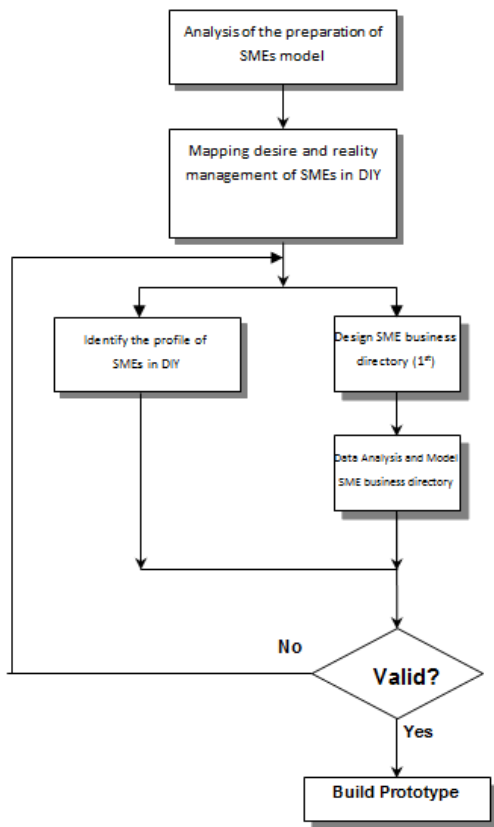 Analysis of the preparation of
SMEs model
Mapping desire and reality
management of SMEs in DIY
Identify the profile of
SMEs in DIY
Design SME business
directory (1st)
Data Analysis and Model
SME business directory
No
Valid?
Yes
Build Prototype